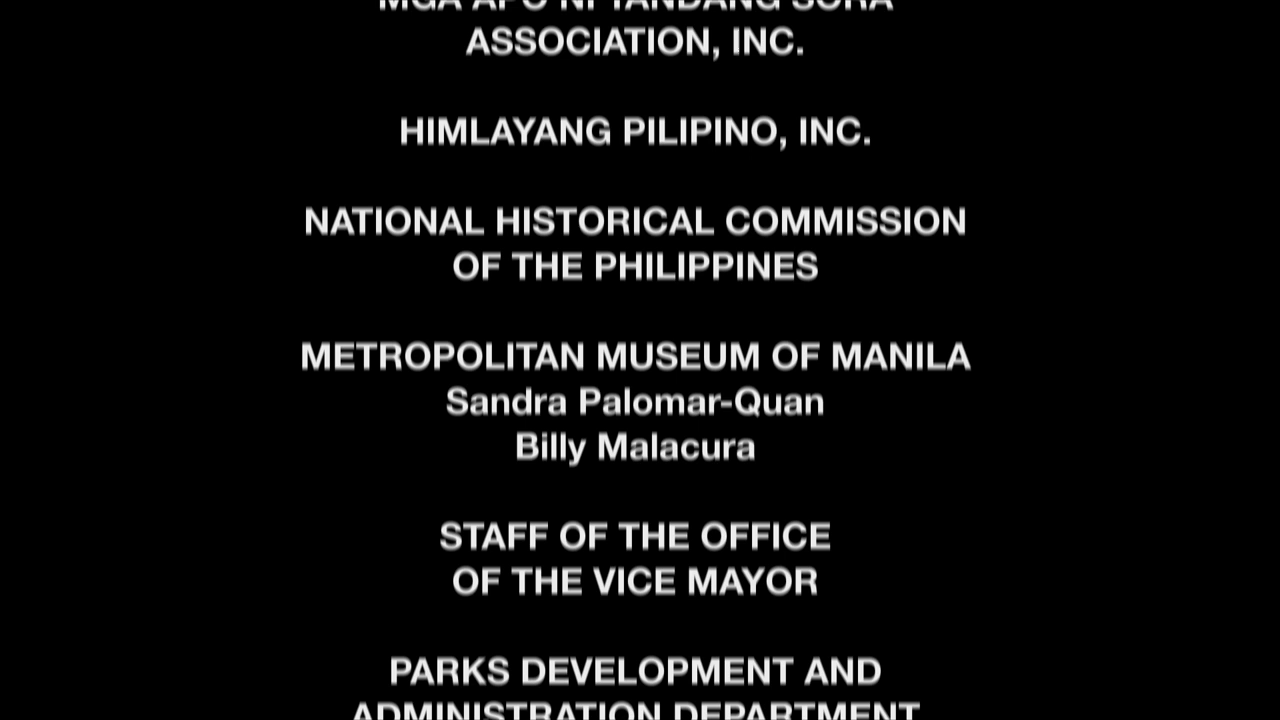 MGA APO NI TANDANG SORA
ASSOCIATION, INC.
HIMLAYANG PILIPINO, INC.
NATIONAL HISTORICAL COMMISSION
OF THE PHILIPPINES
METROPOLITAN MUSEUM OF MANILA
Sandra Palomar-Quan
Billy Malacura
STAFF OF THE OFFICE
OF THE VICE MAYOR
PARKS DEVELOPMENT AND
ADMINISTRATION DEPARTMENT